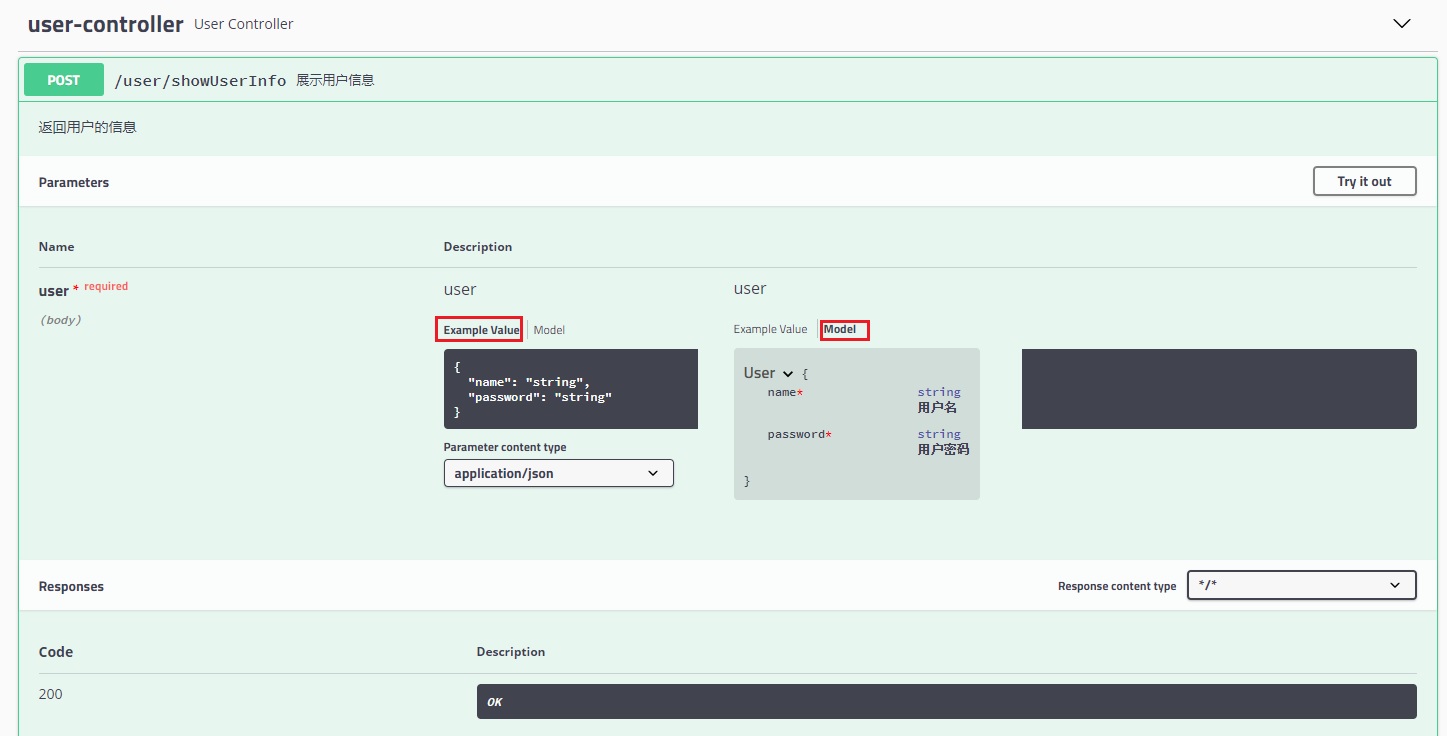 user-controller User Controller
POST /user/showUserInfo 展示用户信息
返回用户的信息
Parameters Try it out
Name Description
user * required
(body)
user
Example Value Model
{
"name": "string",
"password": "string"
}
Parameter content type
application/json
user
Example Value Model
User {
name* string
用户名
password* string
用户密码
}
Responses Response content type */*
Code Description
200 OK